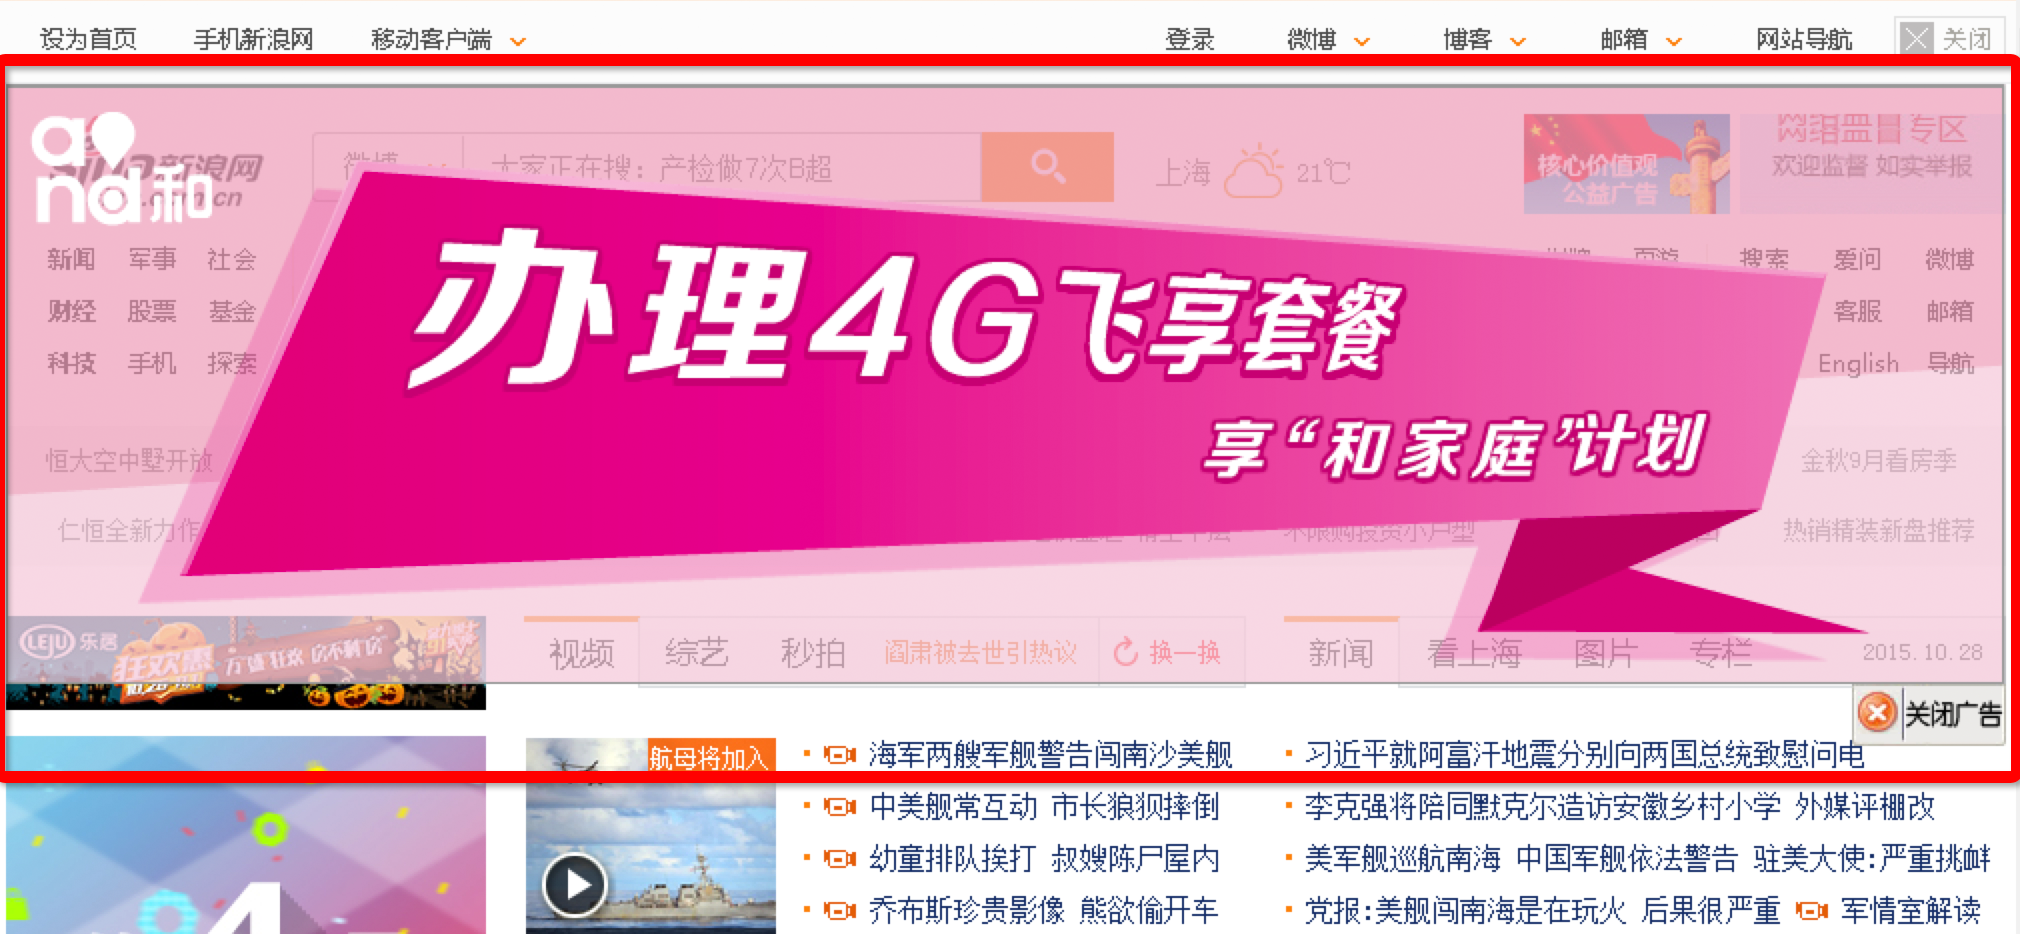 设为首页 手机新浪网 移动客户端 登录 微博 博客 邮箱 网站导航 关闭
and和
新浪网
微博 大家正在搜：产检做7次B超 上海 21℃
核心价值观
公益广告
网络监督专区
欢迎监督 如实举报
新闻 军事 社会 搜索 爱问 微博
财经 股票 基金 客服 邮箱
科技 手机 探索 English 导航
办理4G飞享套餐
享“和家庭”计划
恒大空中墅开放 金秋9月看房季
仁恒全新力作 不限购投资小户型 热销精装新盘推荐
LEJU 乐居
狂欢惠
视频 综艺 秒拍 阎肃被去世引热议 换一换 新闻 看上海 图片 专栏 2015.10.28
关闭广告
航母将加入
海军两艘军舰警告闯南沙美舰
中美舰常互动 市长狼狈摔倒
幼童排队挨打 叔嫂陈尸屋内
乔布斯珍贵影像 熊欲偷开车
习近平就阿富汗地震分别向两国总统致慰问电
李克强将陪同默克尔造访安徽乡村小学 外媒评棚改
美军舰巡航南海 中国军舰依法警告 驻美大使:严重挑衅
党报:美舰闯南海是在玩火 后果很严重 军情室解读